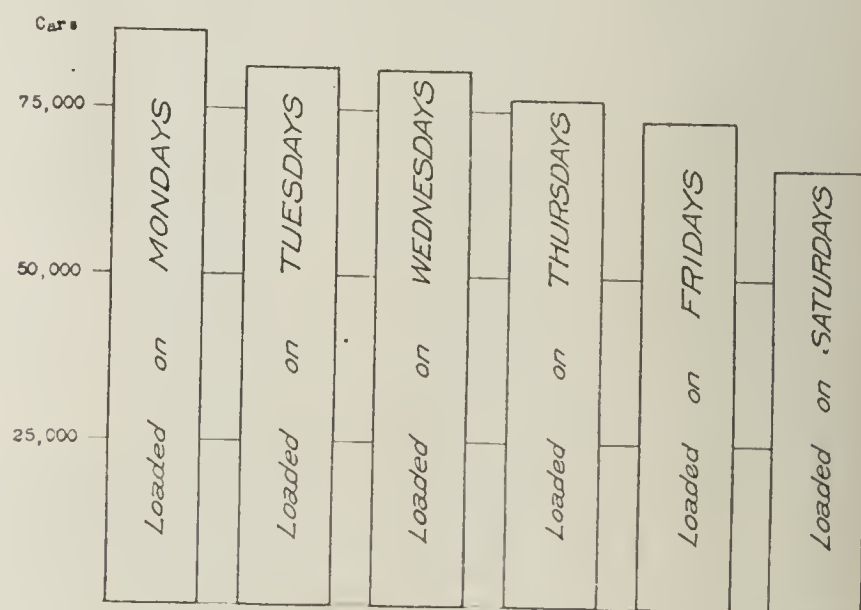 Cars
75,000
50,000
25,000
Loaded on MONDAYS
Loaded on TUESDAYS
Loaded on WEDNESDAYS
Loaded on THURSDAYS
Loaded on FRIDAYS
Loaded on SATURDAYS